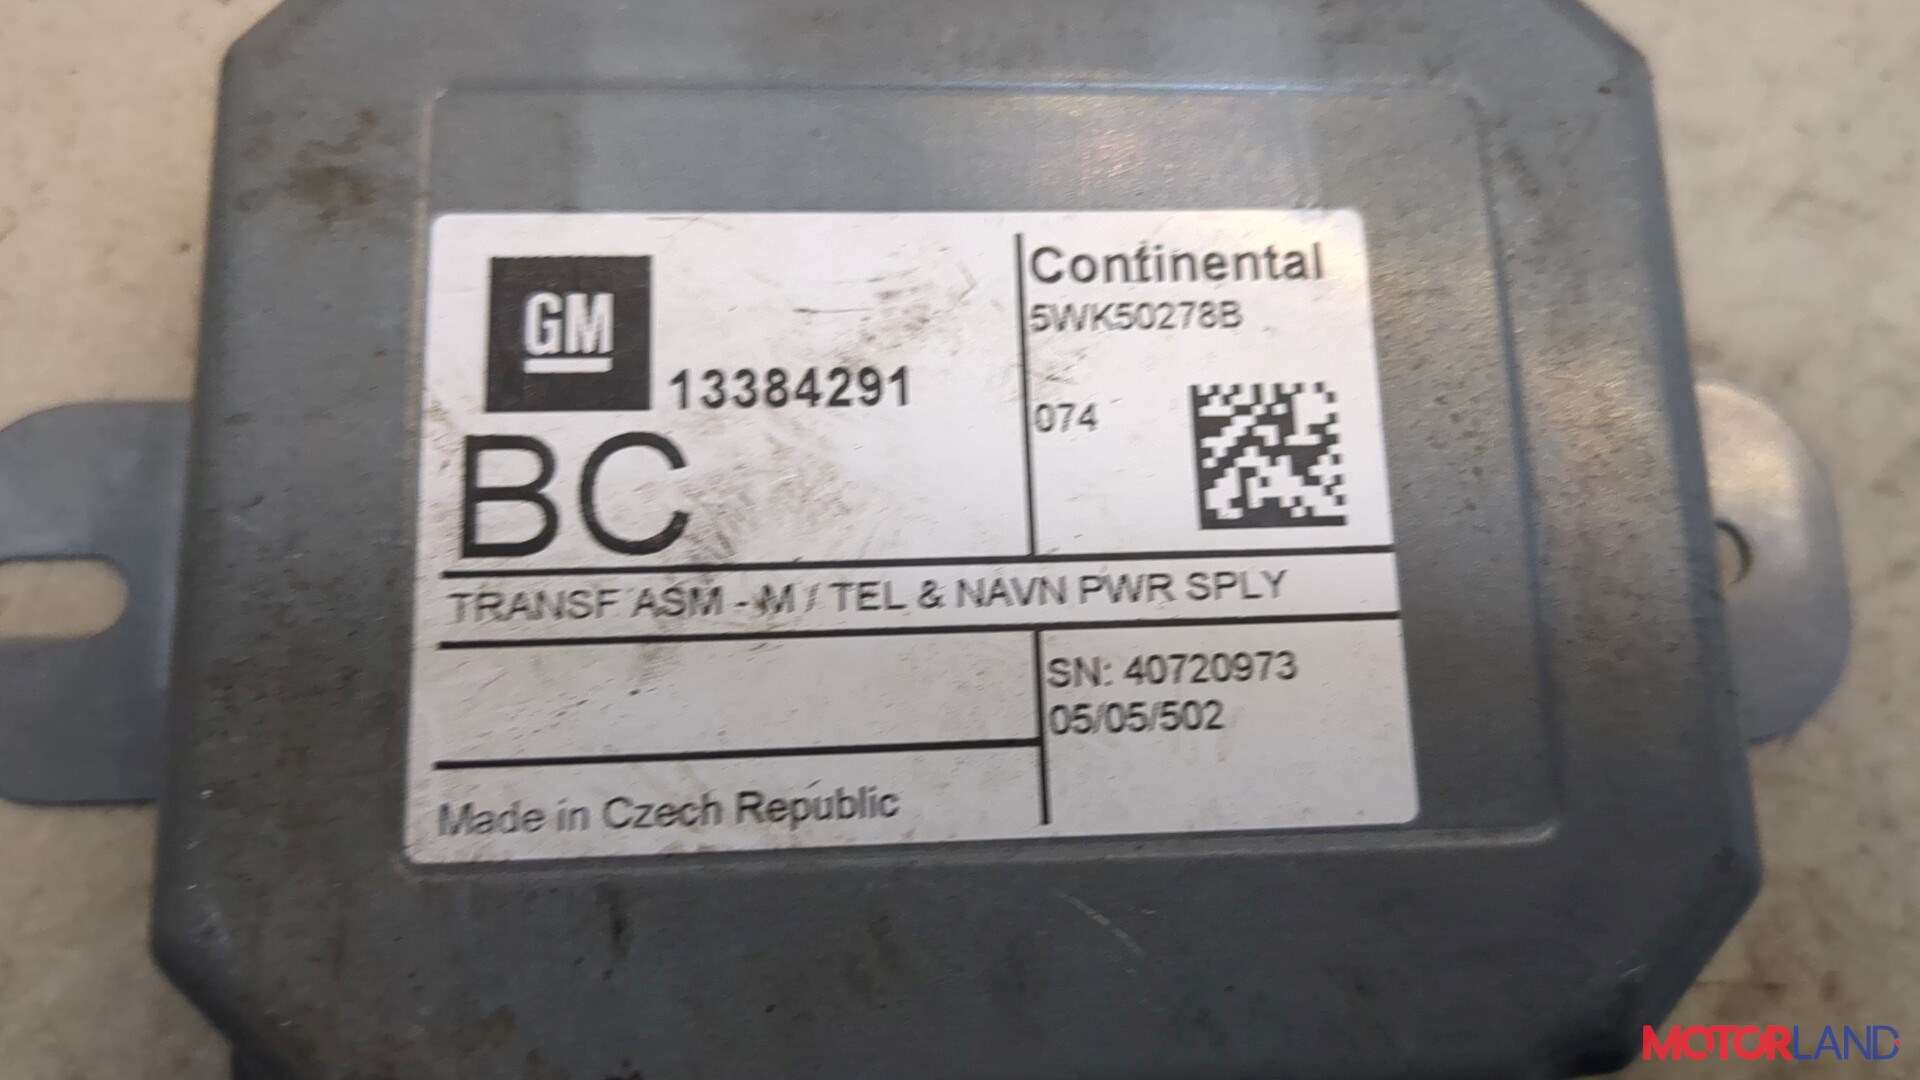 GM
13384291
BC
Continental
5WK50278B
074
TRANSF ASM - M / TEL & NAVN PWR SPLY
SN: 40720973
05/05/502
Made in Czech Republic
MOTORLAND